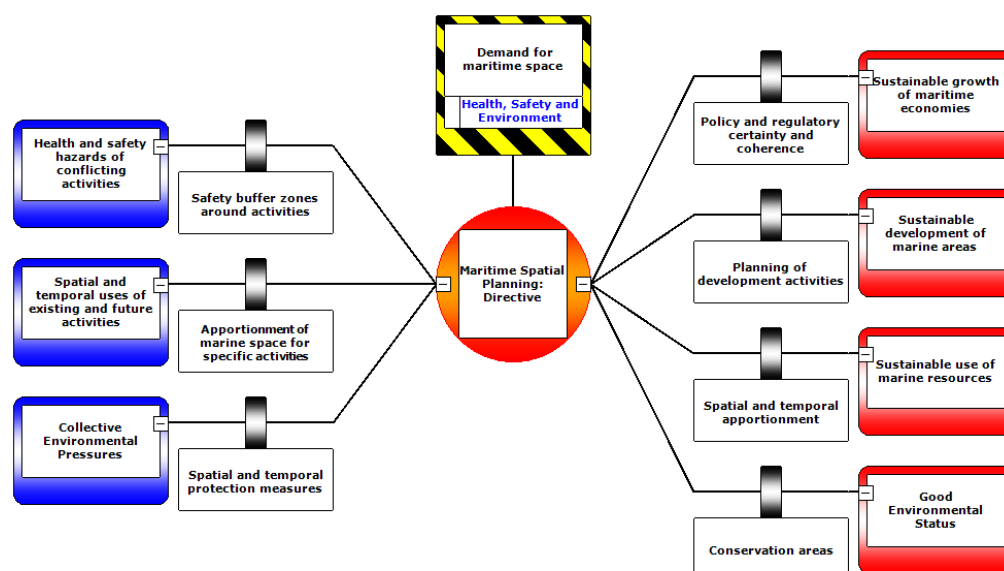 Demand for
maritime space
Health, Safety and
Environment
Health and safety
hazards of
conflicting
activities
Safety buffer zones
around activities
Spatial and
temporal uses of
existing and future
activities
Apportionment of
marine space for
specific activities
Collective
Environmental
Pressures
Spatial and temporal
protection measures
Maritime Spatial
Planning:
Directive
Policy and regulatory
certainty and
coherence
Sustainable growth
of maritime
economies
Planning of
development activities
Sustainable
development of
marine areas
Spatial and temporal
apportionment
Sustainable use of
marine resources
Conservation areas
Good
Environmental
Status